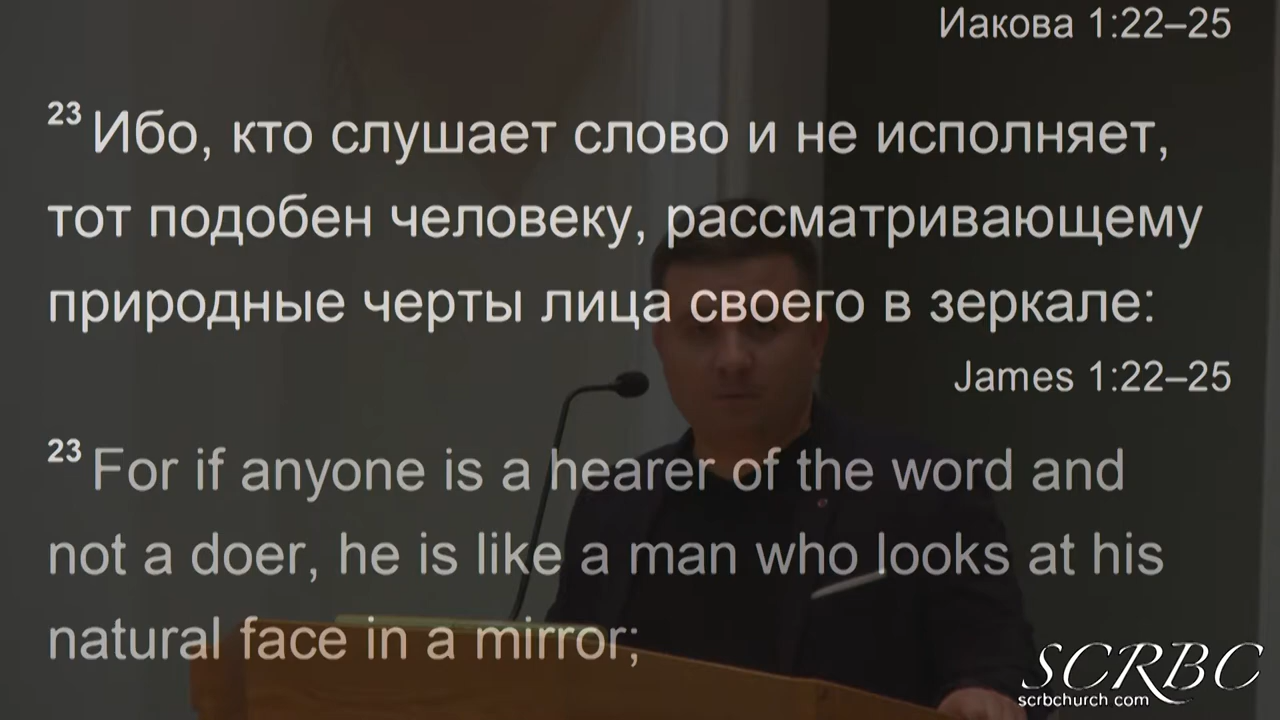 Иакова 1:22–25
23 Ибо, кто слушает слово и не исполняет,
тот подобен человеку, рассматривающему
природные черты лица своего в зеркале:
James 1:22–25
23 For if anyone is a hearer of the word and
not a doer, he is like a man who looks at his
natural face in a mirror;
SCRBC
scrbchurch com